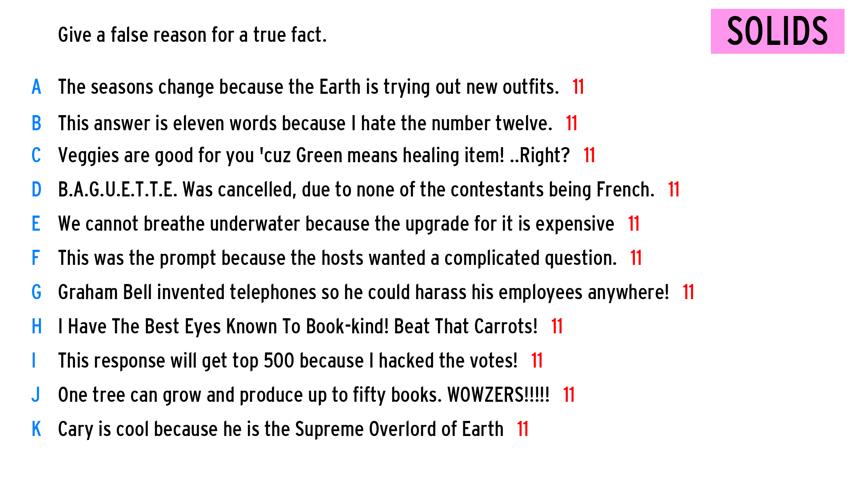 Give a false reason for a true fact.
SOLIDS
A The seasons change because the Earth is trying out new outfits. 11
B This answer is eleven words because I hate the number twelve. 11
C Veggies are good for you 'cuz Green means healing item! ..Right? 11
D B.A.G.U.E.T.T.E. Was cancelled, due to none of the contestants being French. 11
E We cannot breathe underwater because the upgrade for it is expensive 11
F This was the prompt because the hosts wanted a complicated question. 11
G Graham Bell invented telephones so he could harass his employees anywhere! 11
H I Have The Best Eyes Known To Book-kind! Beat That Carrots! 11
I This response will get top 500 because I hacked the votes! 11
J One tree can grow and produce up to fifty books. WOWZERS!!!!! 11
K Cary is cool because he is the Supreme Overlord of Earth 11